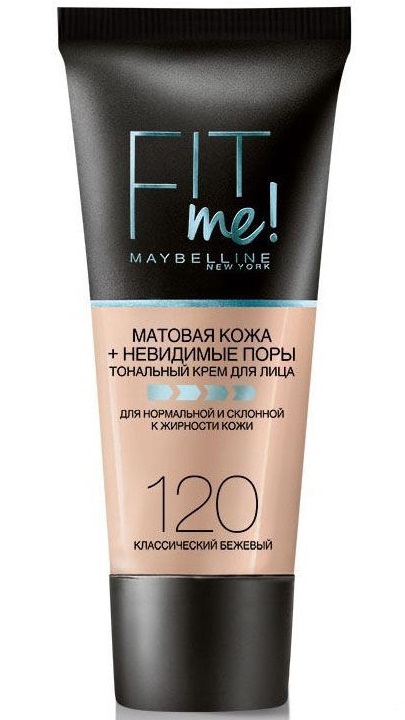 FIT
me!
MAYBELLINE
NEW YORK
МАТОВАЯ КОЖА
+ НЕВИДИМЫЕ ПОРЫ
ТОНАЛЬНЫЙ КРЕМ ДЛЯ ЛИЦА
ДЛЯ НОРМАЛЬНОЙ И СКЛОННОЙ
К ЖИРНОСТИ КОЖИ
120
КЛАССИЧЕСКИЙ БЕЖЕВЫЙ